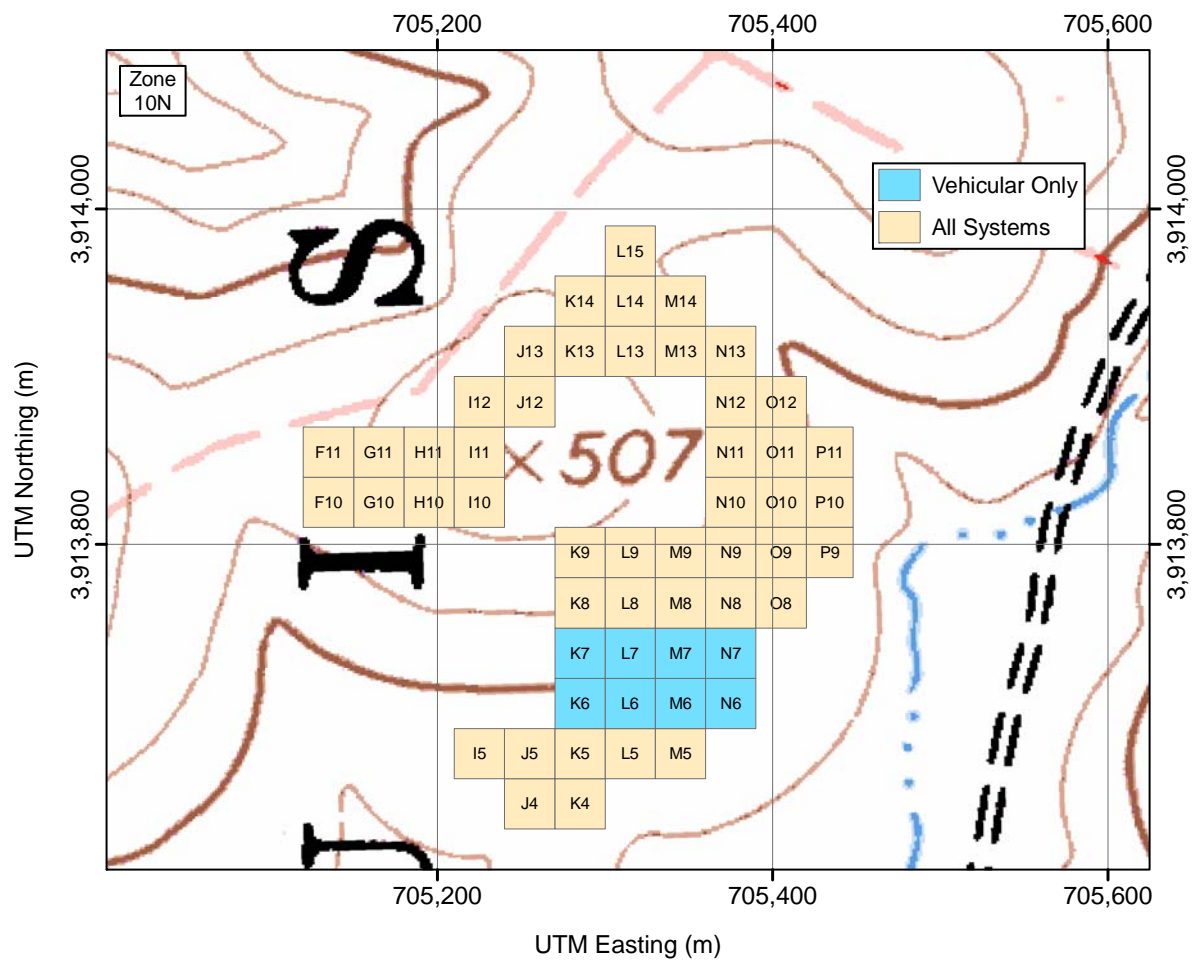 705,200 705,400 705,600
Zone
10N
3,914,000
3,914,000
Vehicular Only
All Systems
S
L15
K14 L14 M14
J13 K13 L13 M13 N13
I12 J12 N12 O12
F11 G11 H11 I11 N11 O11 P11
× 507
F10 G10 H10 I10 N10 O10 P10
UTM Northing (m)
3,913,800
3,913,800
K9 L9 M9 N9 O9 P9
I
K8 L8 M8 N8 O8
K7 L7 M7 N7
K6 L6 M6 N6
I5 J5 K5 L5 M5
J4 K4
705,200 705,400 705,600
UTM Easting (m)